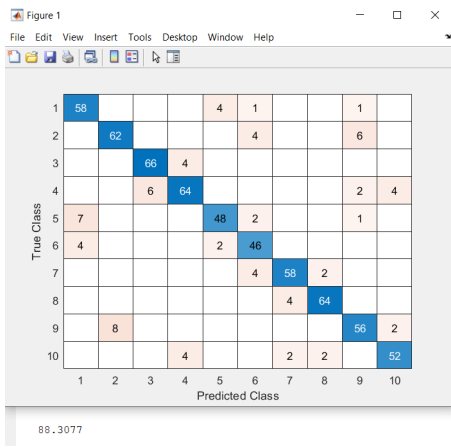 Figure 1
File Edit View Insert Tools Desktop Window Help
1 58 4 1 1
2 62 4 6
3 66 4
4 6 64 2 4
5 7 48 2 1
6 4 2 46
7 4 58 2
8 4 64
9 8 56 2
10 4 2 2 52
True Class
1 2 3 4 5 6 7 8 9 10
Predicted Class
88.3077